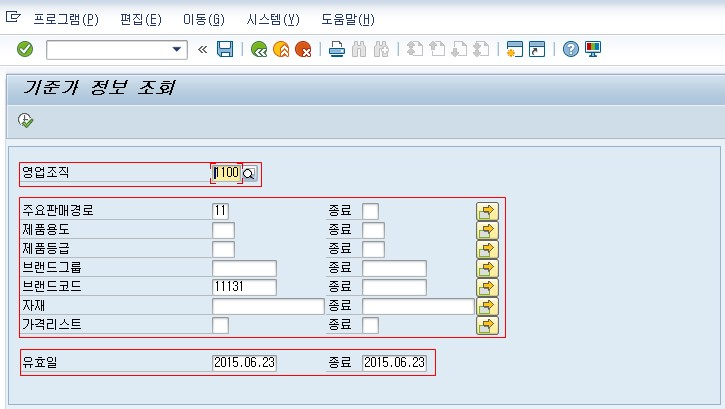 프로그램(P) 편집(E) 이동(G) 시스템(Y) 도움말(H)
기준가 정보 조회
영업조직 1100
주요판매경로 11 종료
제품용도 종료
제품등급 종료
브랜드그룹 종료
브랜드코드 11131 종료
자재 종료
가격리스트 종료
유효일 2015.06.23 종료 2015.06.23